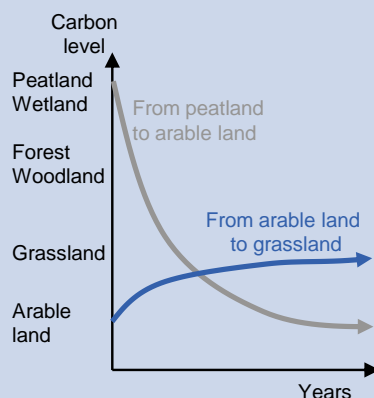 Carbon
level
Peatland
Wetland
From peatland
to arable land
Forest
Woodland
From arable land
to grassland
Grassland
Arable
land
Years